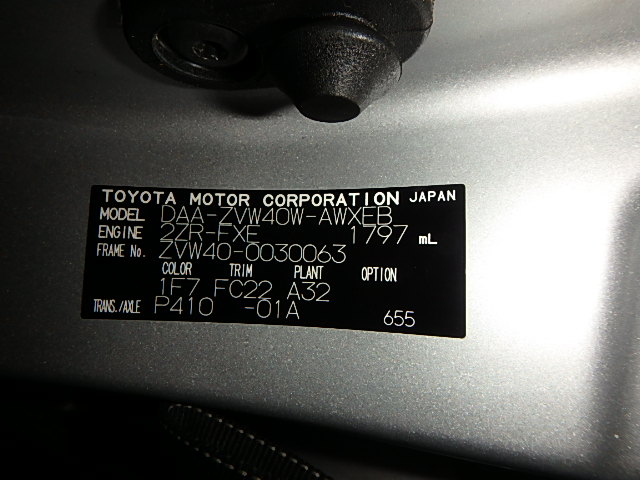 TOYOTA MOTOR CORPORATION JAPAN
MODEL DAA-ZVW40W-AWXEB
ENGINE 2ZR-FXE 1797 mL
FRAME No. ZVW40-0030063
COLOR TRIM PLANT OPTION
1F7 FC22 A32
TRANS./AXLE P410 -01A
655